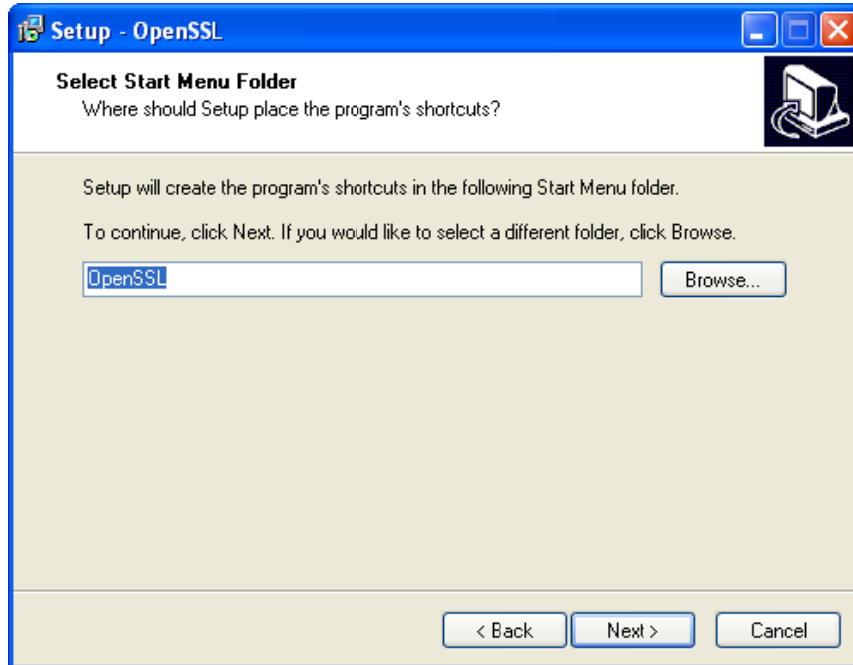 Setup - OpenSSL
Select Start Menu Folder
Where should Setup place the program's shortcuts?
Setup will create the program's shortcuts in the following Start Menu folder.
To continue, click Next. If you would like to select a different folder, click Browse.
OpenSSL
Browse...
< Back
Next >
Cancel